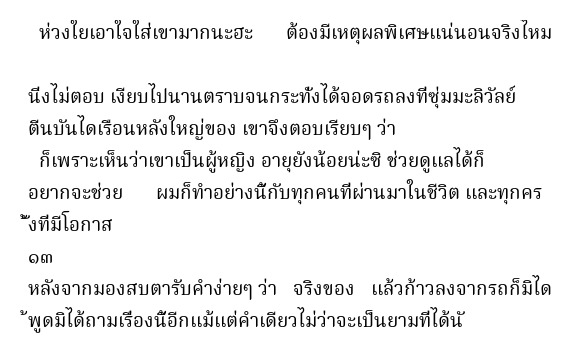 ห่วงใยเอาใจใส่เขามากนะฮะ ต้องมีเหตุผลพิเศษแน่นอนจริงไหม
นึ่งไม่ตอบ เงียบไปนานตราบจนกระทั่งได้จอดรถลงที่ซุ่มมะลิวัลย์
ตีนบันไดเรือนหลังใหญ่ของ เขาจึงตอบเรียบๆ ว่า
ก็เพราะเห็นว่าเขาเป็นผู้หญิง อายุยังน้อยน่ะซิ ช่วยดูแลได้ก็
อยากจะช่วย ผมก็ทำอย่างนี้กับทุกคนที่ผ่านมาในชีวิต และทุกคร
ั้งที่มีโอกาส
๑๓
หลังจากมองสบตารับคำง่ายๆ ว่า จริงของ แล้วก้าวลงจากรถก็มิได
้พูดมิได้ถามเรื่องนี้อีกแม้แต่คำเดียวไม่ว่าจะเป็นยามที่ได้นั